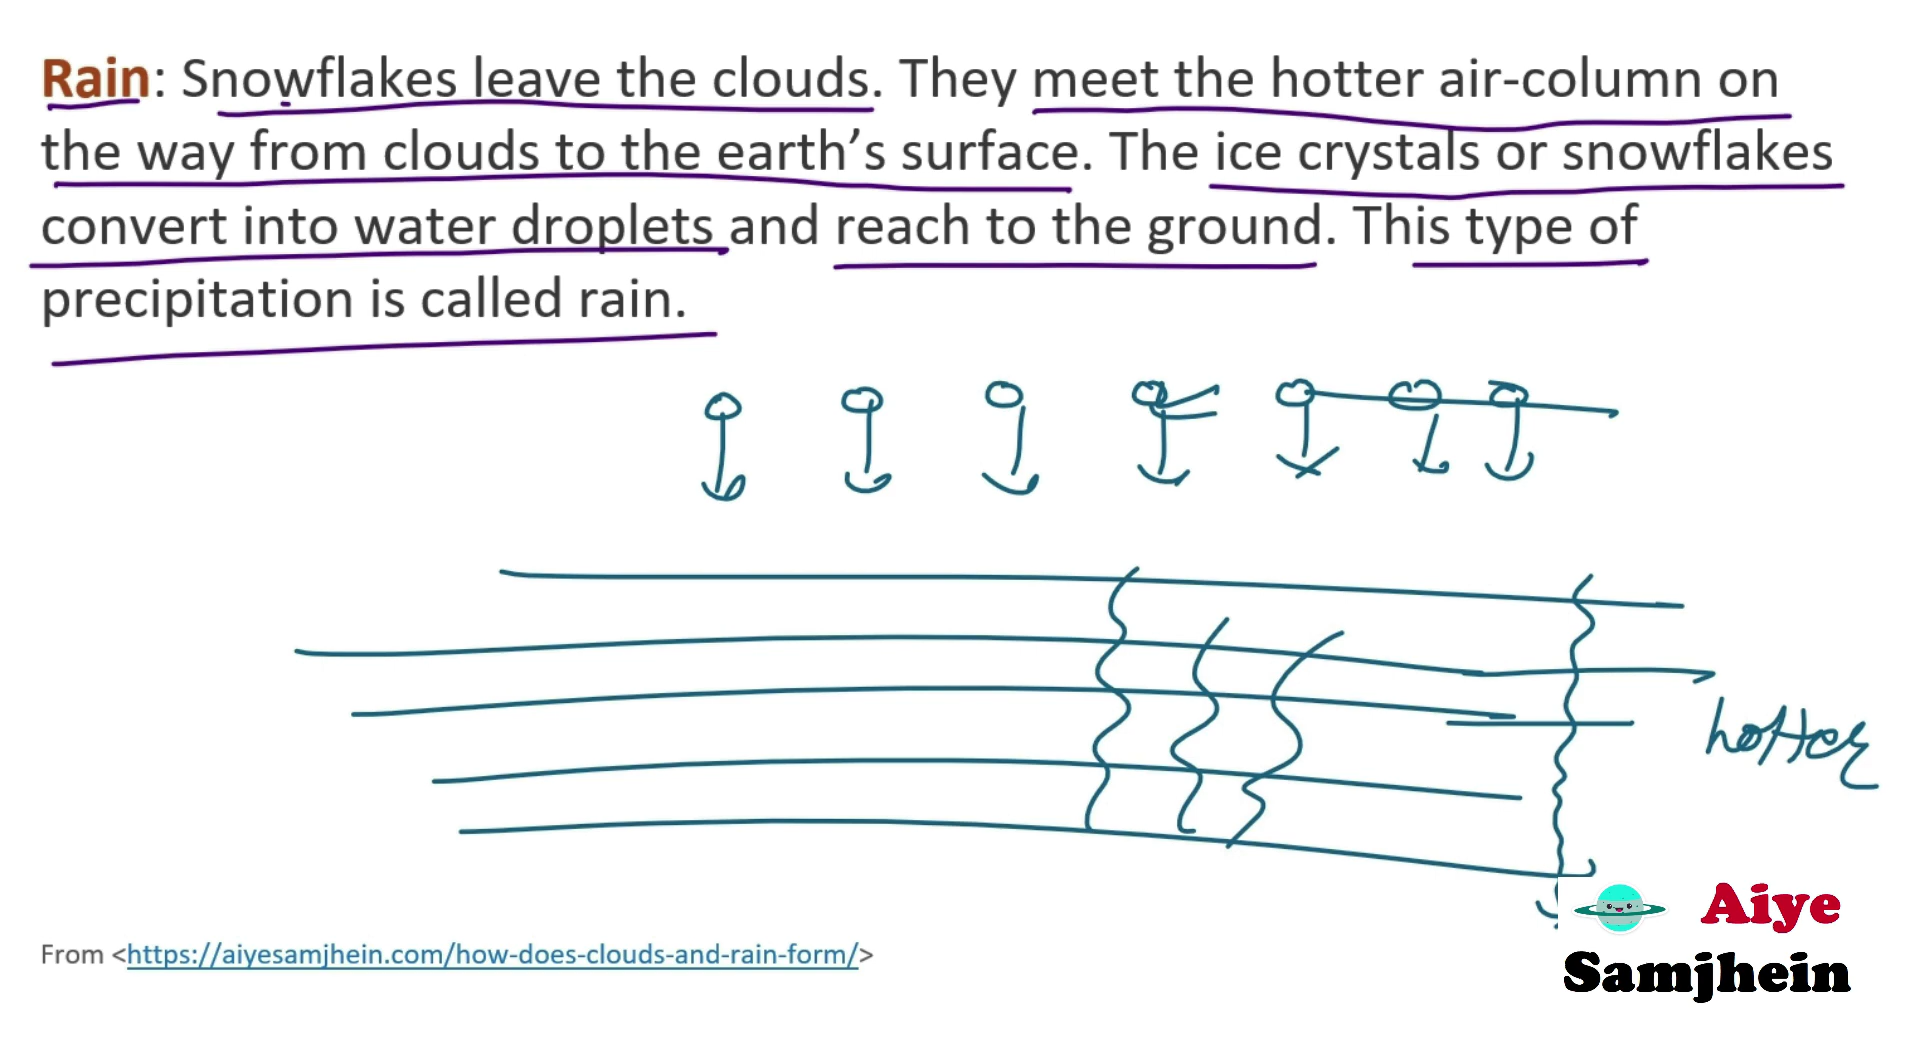 Rain: Snowflakes leave the clouds. They meet the hotter air-column on
the way from clouds to the earth’s surface. The ice crystals or snowflakes
convert into water droplets and reach to the ground. This type of
precipitation is called rain.
hotter
From <https://aiyesamjhein.com/how-does-clouds-and-rain-form/>
Aiye
Samjhein